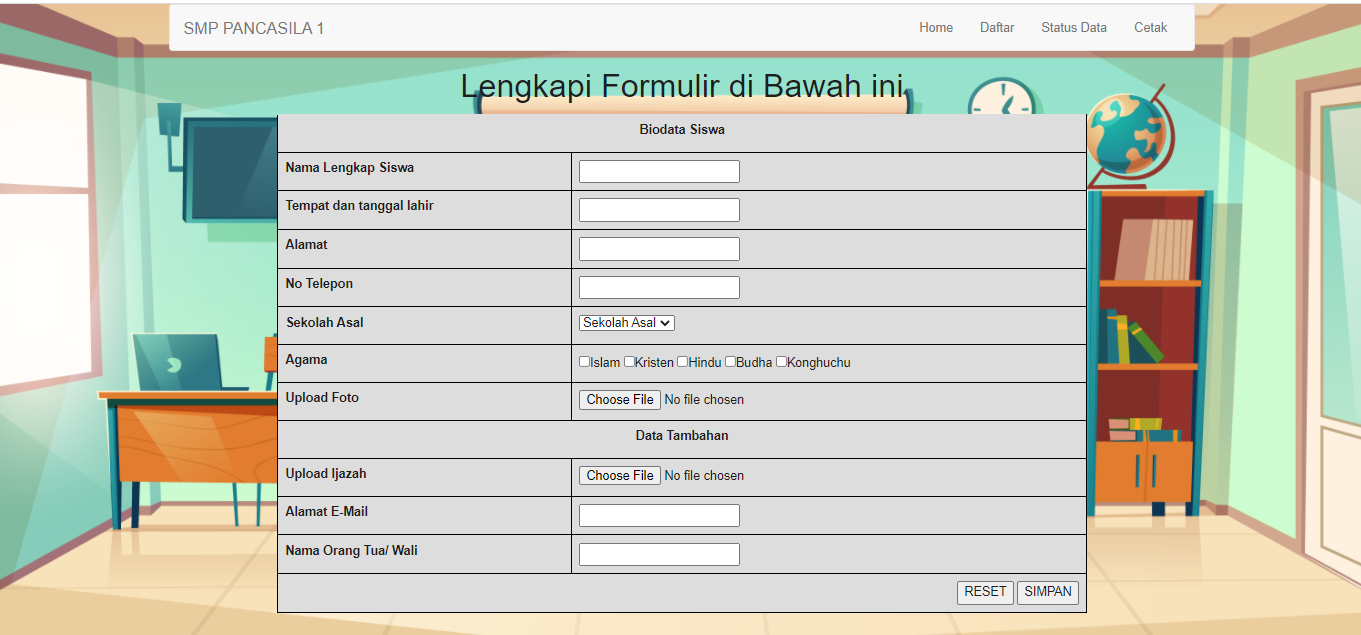 SMP PANCASILA 1 Home Daftar Status Data Cetak
Lengkapi Formulir di Bawah ini.
Biodata Siswa
Nama Lengkap Siswa
Tempat dan tanggal lahir
Alamat
No Telepon
Sekolah Asal Sekolah Asal
Agama Islam Kristen Hindu Budha Konghuchu
Upload Foto Choose File No file chosen
Data Tambahan
Upload Ijazah Choose File No file chosen
Alamat E-Mail
Nama Orang Tua/ Wali
RESET SIMPAN